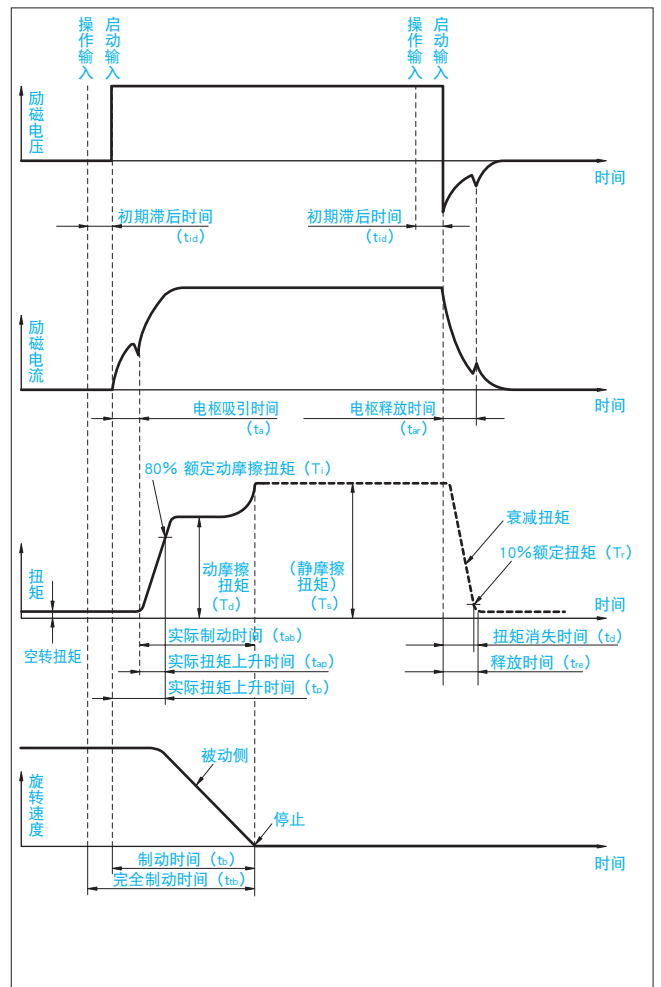 操作输入
启动输入
操作输入
启动输入
励磁电压
时间
初期滞后时间
（tid）
初期滞后时间
（tid）
励磁电流
时间
电枢吸引时间
（ta）
电枢释放时间
（tar）
80% 额定动摩擦扭矩（Ti）
衰减扭矩
10%额定扭矩（Tr）
扭矩
动摩擦
扭矩
（Td）
（静摩擦
扭矩）
（Ts）
时间
空转扭矩
实际制动时间（tab）
扭矩消失时间（td）
实际扭矩上升时间（tap）
释放时间（tre）
实际扭矩上升时间（tp）
被动侧
旋转速度
停止
时间
制动时间（tb）
完全制动时间（ttb）